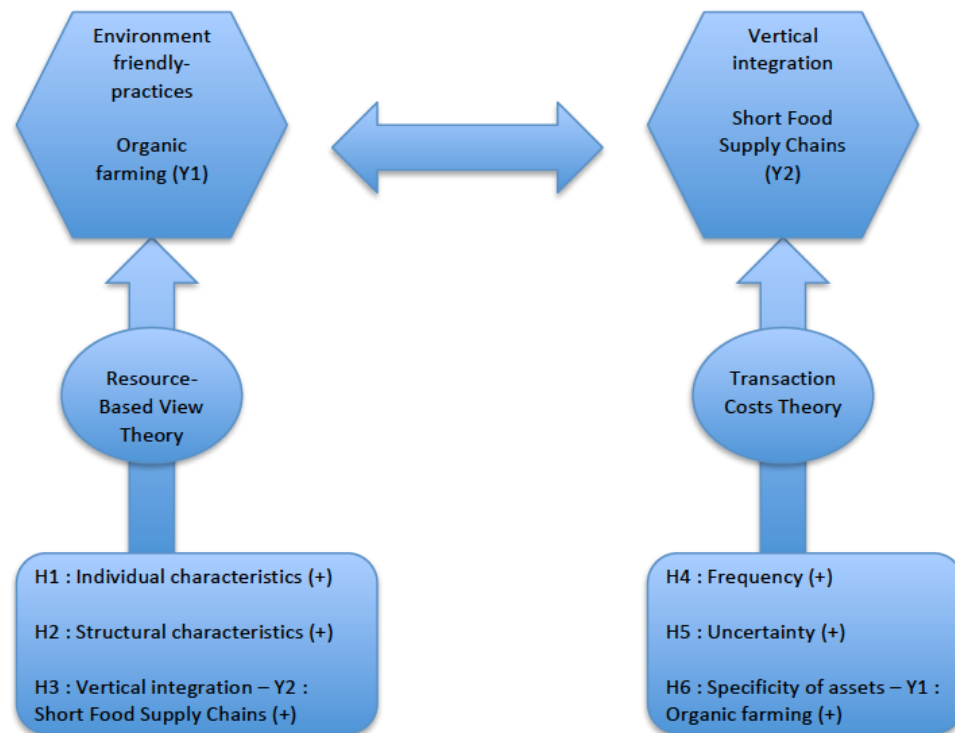 Environment
friendly-
practices
Organic
farming (Y1)
Vertical
integration
Short Food
Supply Chains
(Y2)
Resource-
Based View
Theory
Transaction
Costs Theory
H1 : Individual characteristics (+)
H2 : Structural characteristics (+)
H3 : Vertical integration – Y2 :
Short Food Supply Chains (+)
H4 : Frequency (+)
H5 : Uncertainty (+)
H6 : Specificity of assets – Y1 :
Organic farming (+)